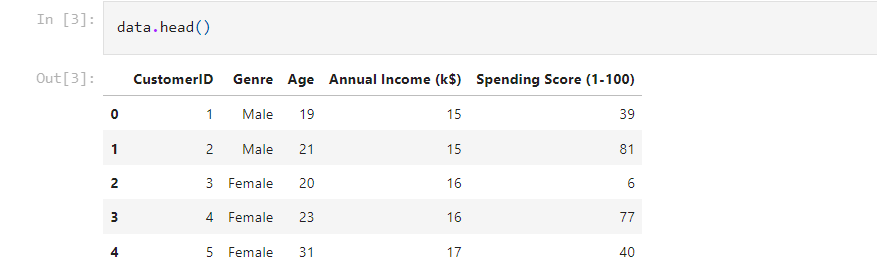 In [3]: data.head()
Out[3]: CustomerID Genre Age Annual Income (k$) Spending Score (1-100)
0 1 Male 19 15 39
1 2 Male 21 15 81
2 3 Female 20 16 6
3 4 Female 23 16 77
4 5 Female 31 17 40